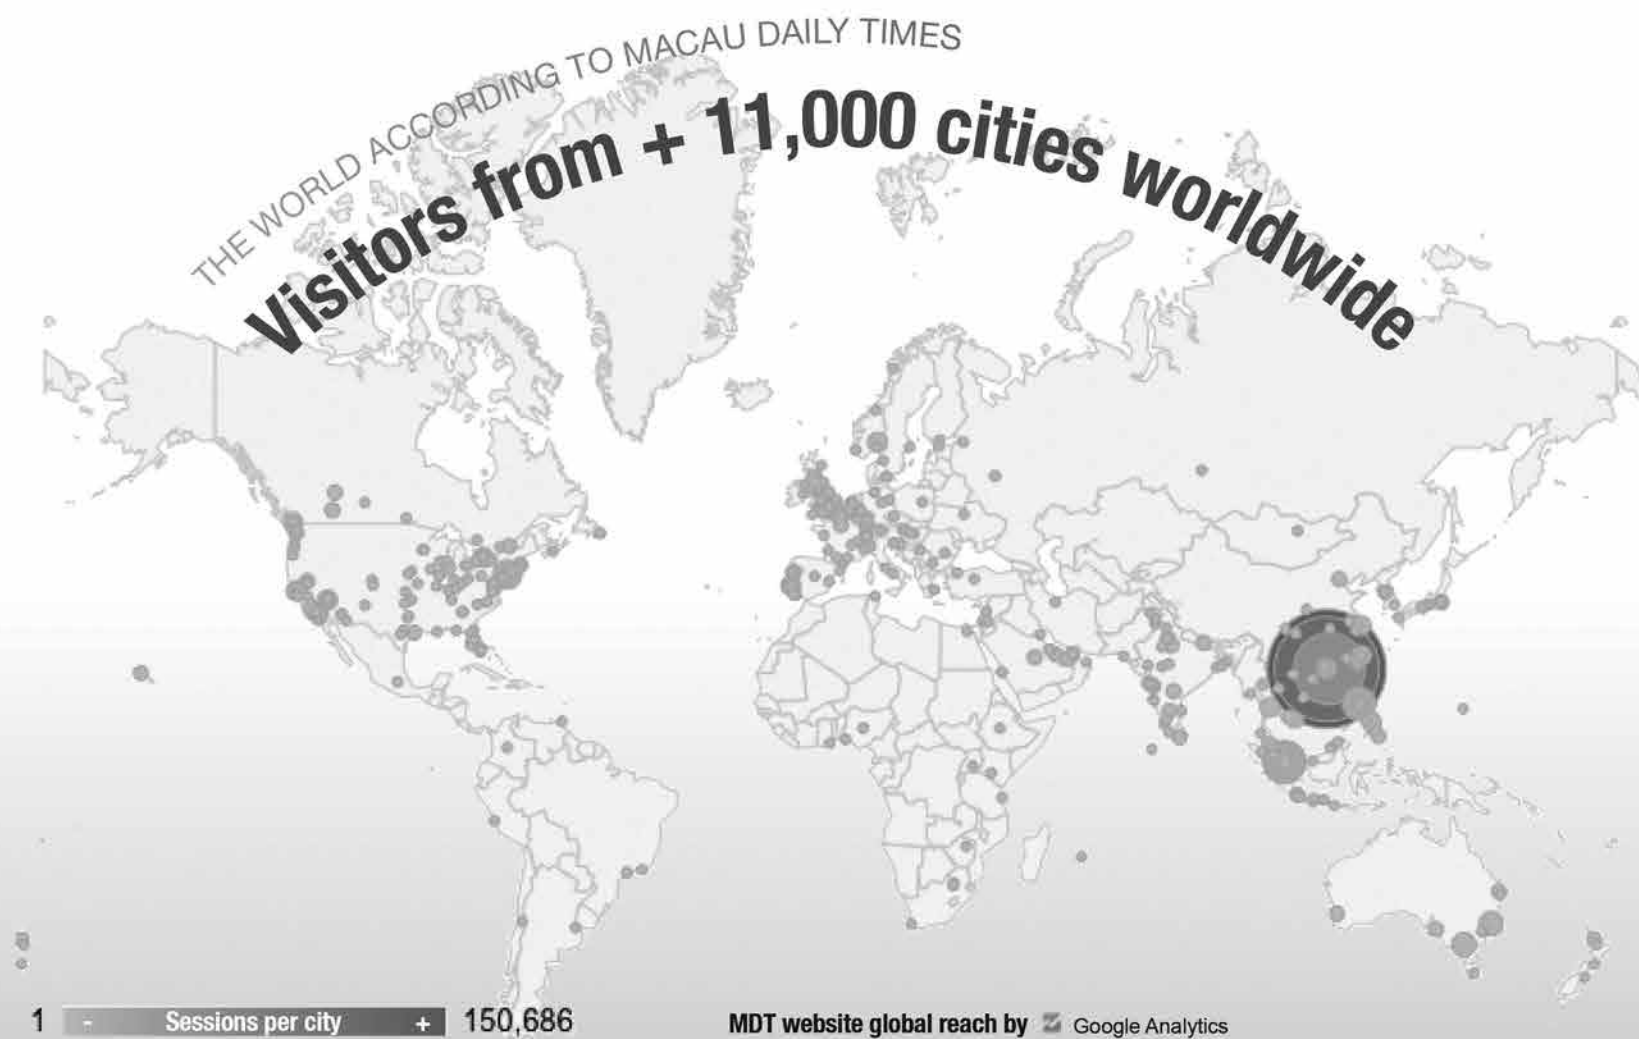 THE WORLD ACCORDING TO MACAU DAILY TIMES
Visitors from + 11,000 cities worldwide
1 - Sessions per city + 150,686
MDT website global reach by Google Analytics